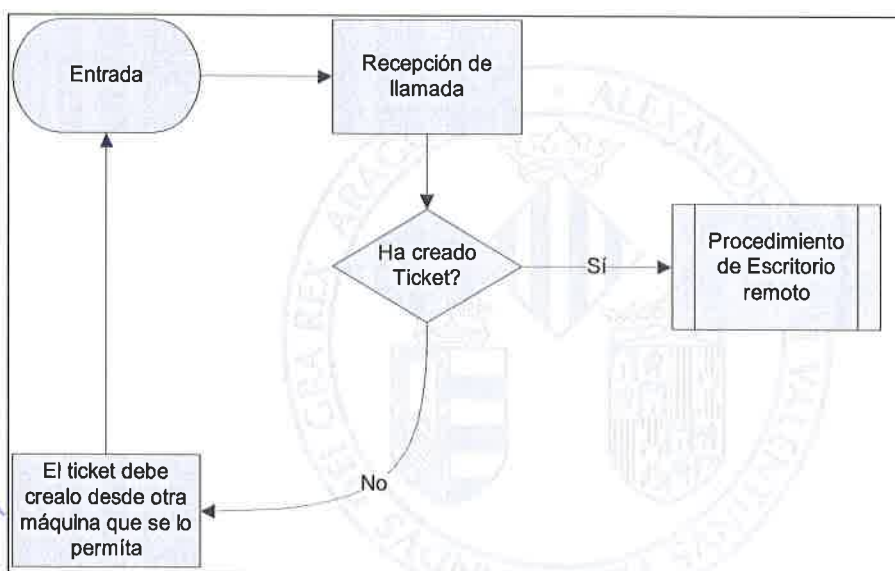 Entrada
Recepción de
llamada
Ha creado
Ticket?
Sí
Procedimiento
de Escritorio
remoto
No
El ticket debe
crealo desde otra
máquina que se lo
permíta